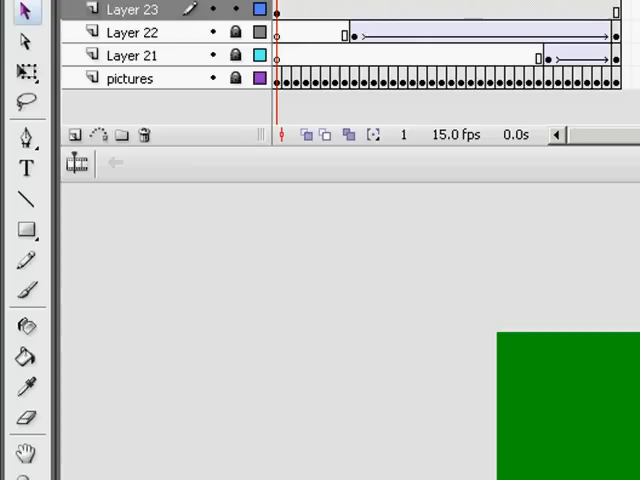 Layer 23
Layer 22
Layer 21
pictures
1 15.0 fps 0.0s
T